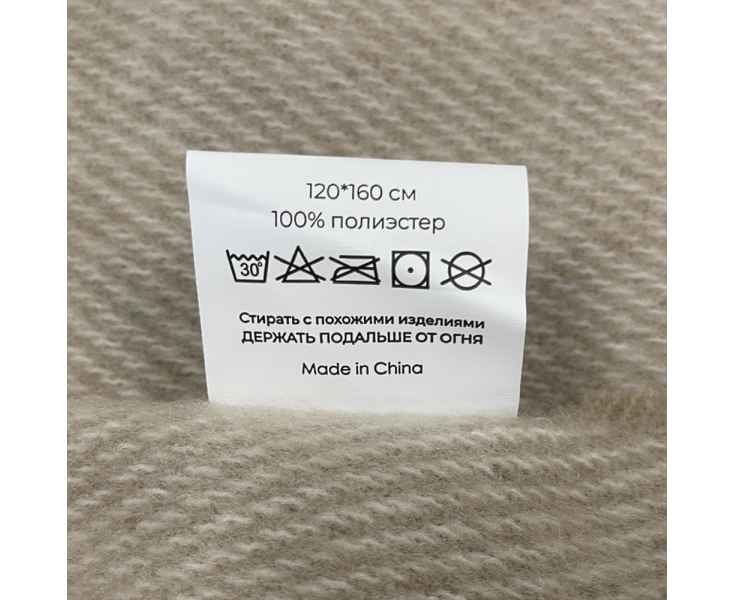 120*160 см
100% полиэстер
30°
Стирать с похожими изделиями
ДЕРЖАТЬ ПОДАЛЬШЕ ОТ ОГНЯ
Made in China